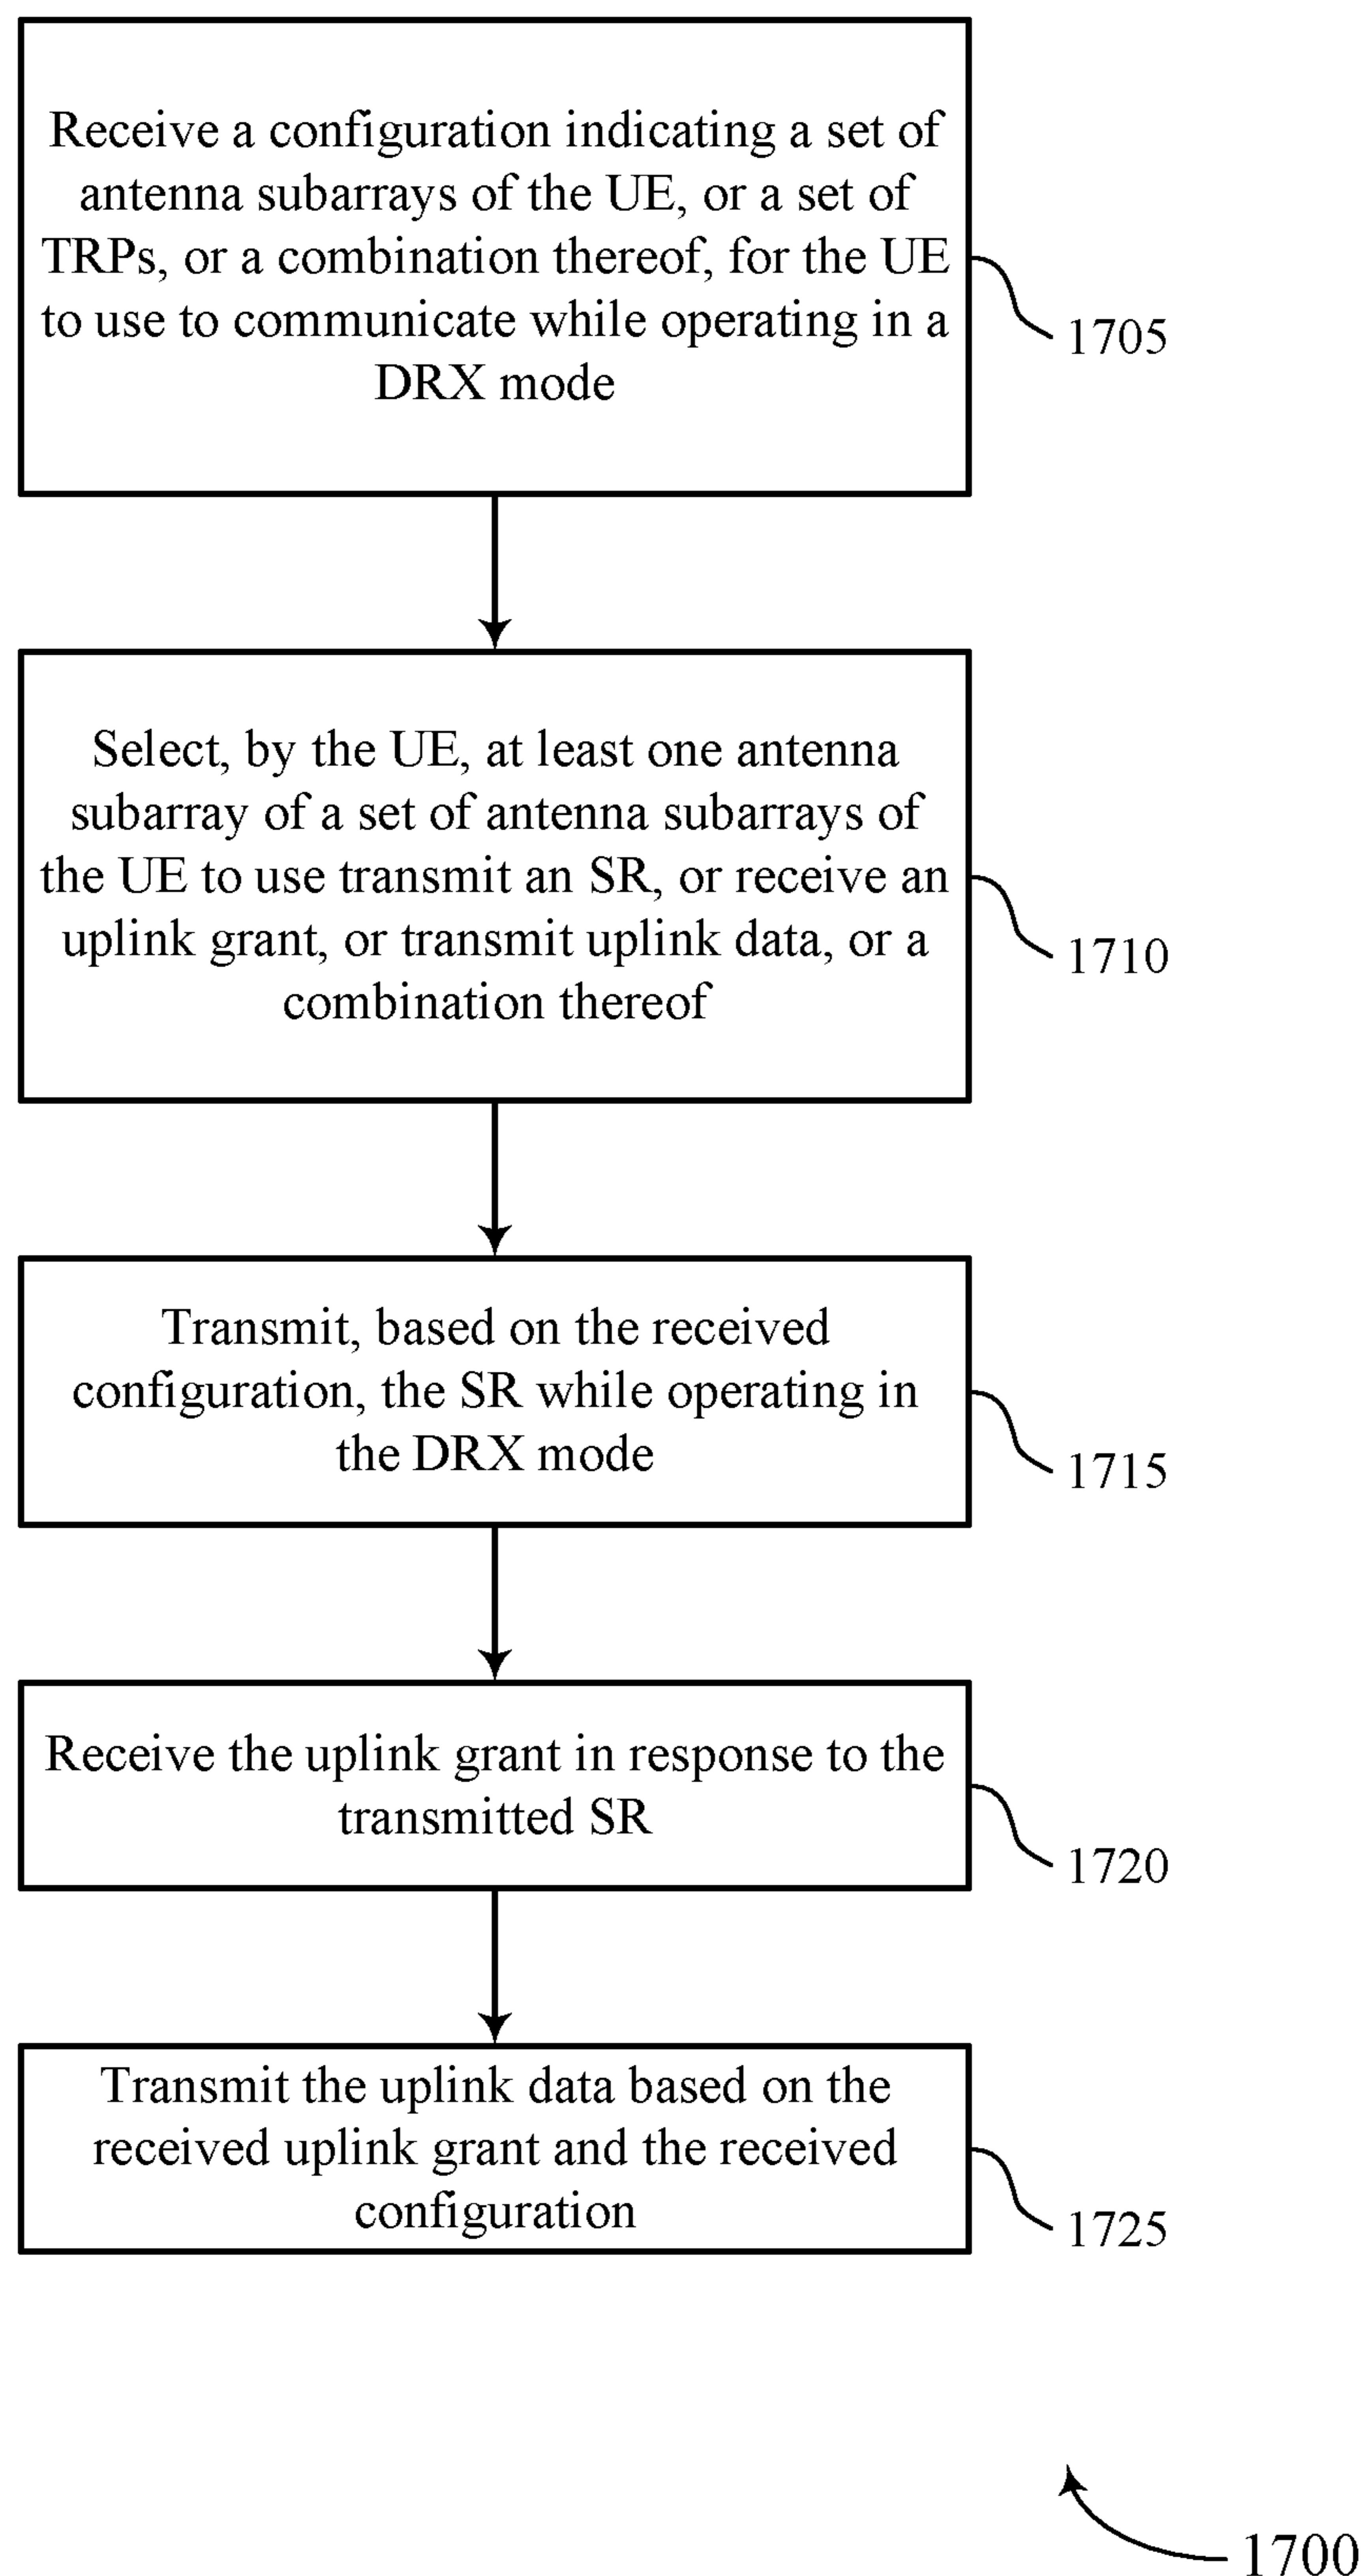 Receive a configuration indicating a set of
antenna subarrays of the UE, or a set of
TRPs, or a combination thereof, for the UE
to use to communicate while operating in a
DRX mode
1705
Select, by the UE, at least one antenna
subarray of a set of antenna subarrays of
the UE to use transmit an SR, or receive an
uplink grant, or transmit uplink data, or a
combination thereof
1710
Transmit, based on the received
configuration, the SR while operating in
the DRX mode
1715
Receive the uplink grant in response to the
transmitted SR
1720
Transmit the uplink data based on the
received uplink grant and the received
configuration
1725
1700